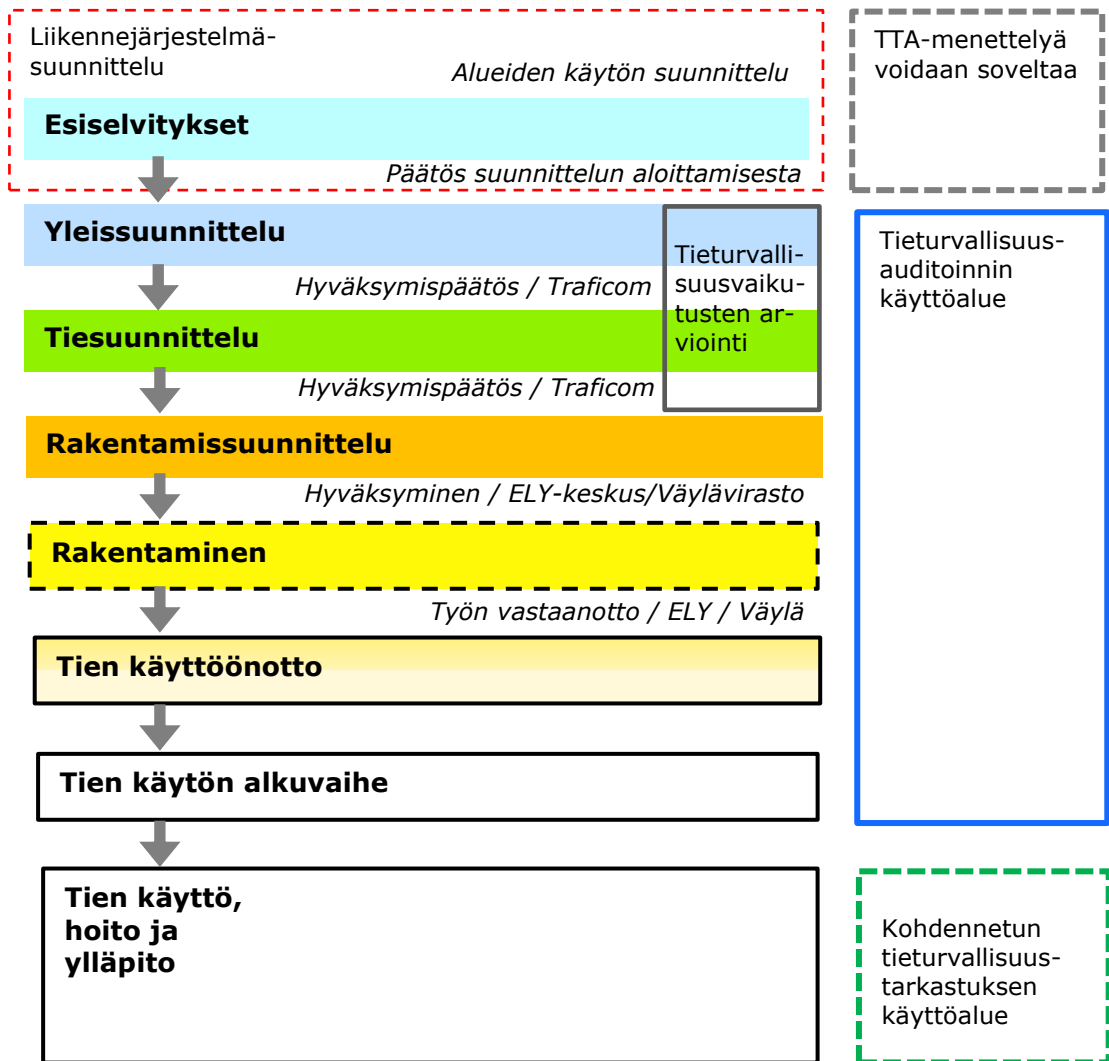 Liikennejärjestelmä-
suunnittelu
Alueiden käytön suunnittelu
Esiselvitykset
Päätös suunnittelun aloittamisesta
TTA-menettelyä
voidaan soveltaa
Yleissuunnittelu
Hyväksymispäätös / Traficom
Tiesuunnittelu
Hyväksymispäätös / Traficom
Tieturvalli-
suusvaiku-
tusten ar-
viointi
Tieturvallisuus-
auditoinnin
käyttöalue
Rakentamissuunnittelu
Hyväksyminen / ELY-keskus/Väylävirasto
Rakentaminen
Työn vastaanotto / ELY / Väylä
Tien käyttöönotto
Tien käytön alkuvaihe
Tien käyttö,
hoito ja
ylläpito
Kohdennetun
tieturvallisuus-
tarkastuksen
käyttöalue